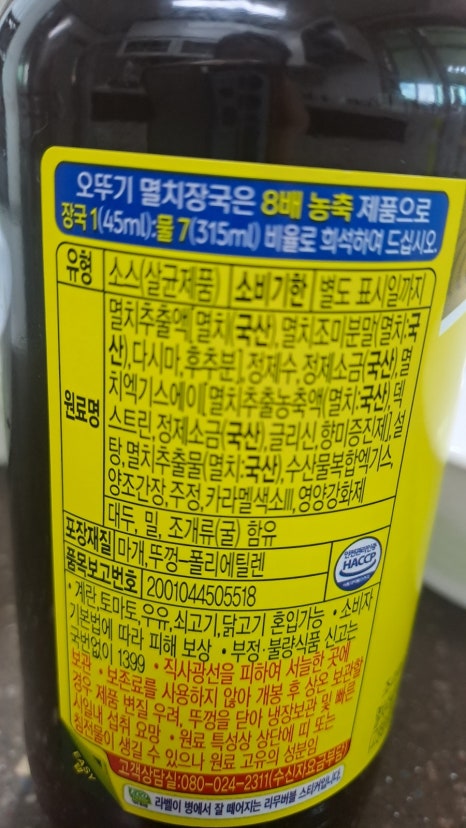 오뚜기 멸치장국은 8배 농축 제품으로
장국 1(45ml):물 7(315ml) 비율로 희석하여 드십시오.
유형 소스(살균제품) 소비기한 별도 표시일까지
원료명
멸치추출액[멸치(국산),멸치조미분말(멸치:국
산),다시마,후추분], 정제수, 정제소금(국산), 멸
치엑기스에이[멸치추출농축액(멸치:국산), 덱
스트린, 정제소금(국산), 글리신, 향미증진제], 설
탕, 멸치추출물(멸치:국산), 수산물복합엑기스,
양조간장, 주정, 카라멜색소Ⅲ, 영양강화제
대두, 밀, 조개류(굴) 함유
포장재질 마개, 뚜껑-폴리에틸렌
품목보고번호 2001044505518
안전관리인증
HACCP
• 계란,토마토,우유,쇠고기,닭고기 혼입가능 • 소비자
기본법에 따라 피해 보상 • 부정·불량식품 신고는
국번없이 1399 • 직사광선을 피하여 서늘한 곳에
보관 • 보존료를 사용하지 않아 개봉 후 상온 보관할
경우 제품 변질 우려, 뚜껑을 닫아 냉장보관 및 빠른
시일내 섭취 요망 • 원료 특성상 상단에 띠 또는
침전물이 생길 수 있으나 원료 고유의 성분임
고객상담실:080-024-2311(수신자요금부담)
EASY
라벨이 병에서 잘 떼어지는 리무버블 스티커입니다.